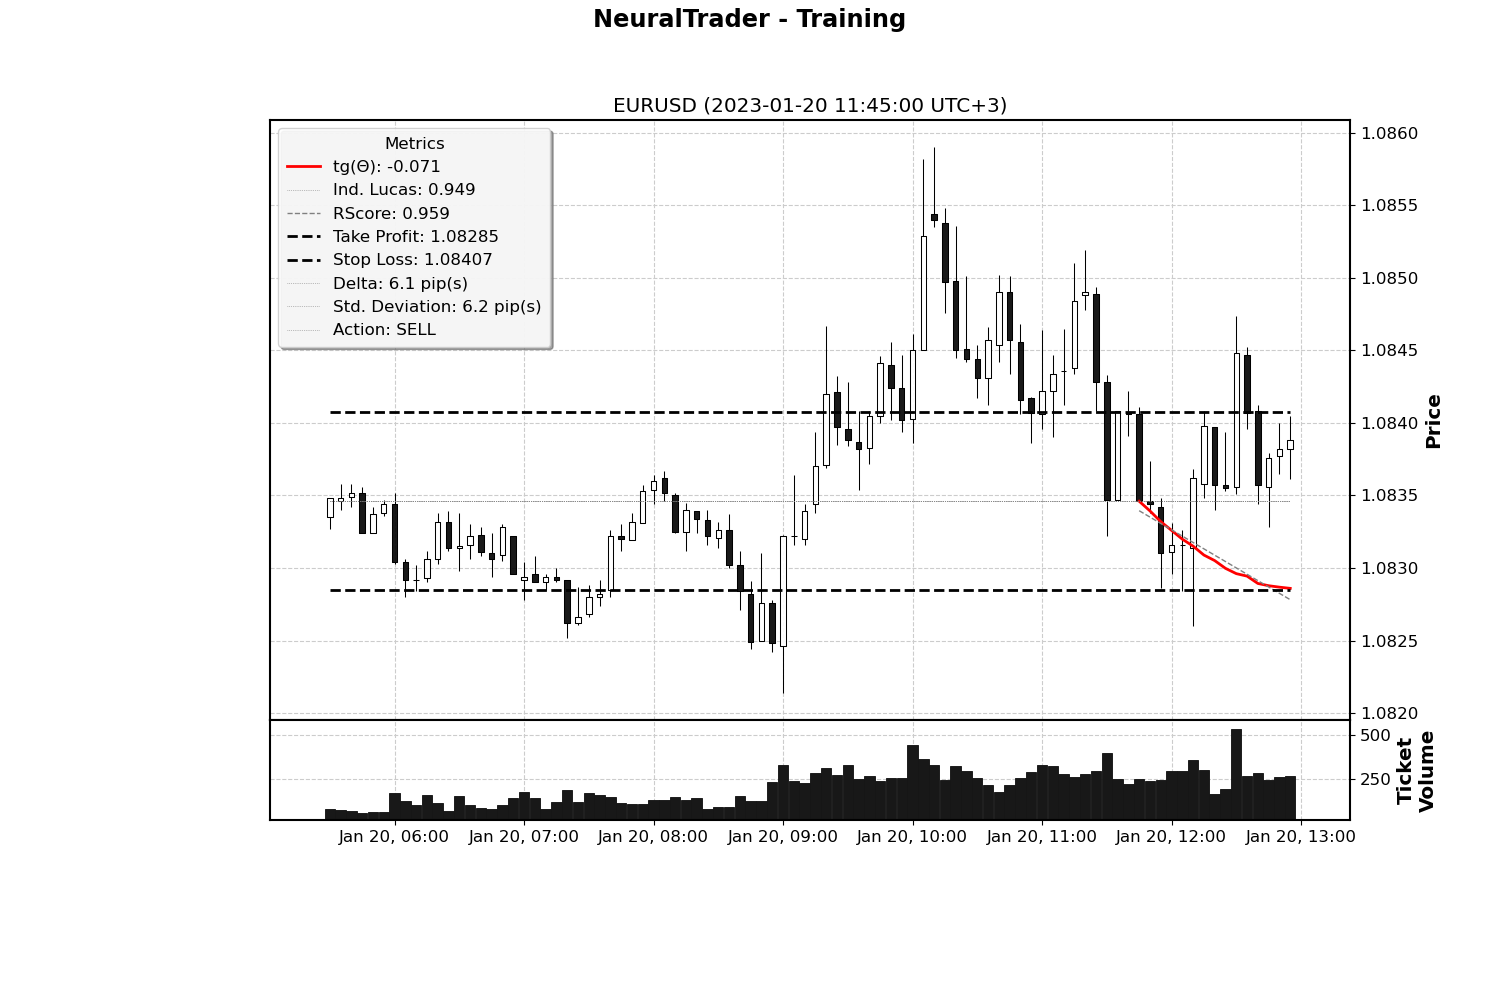 NeuralTrader - Training
EURUSD (2023-01-20 11:45:00 UTC+3)
Metrics
tg(Θ): -0.071
Ind. Lucas: 0.949
RScore: 0.959
Take Profit: 1.08285
Stop Loss: 1.08407
Delta: 6.1 pip(s)
Std. Deviation: 6.2 pip(s)
Action: SELL
1.0860
1.0855
1.0850
1.0845
1.0840
1.0835
1.0830
1.0825
1.0820
Price
500
250
Ticket
Volume
Jan 20, 06:00
Jan 20, 07:00
Jan 20, 08:00
Jan 20, 09:00
Jan 20, 10:00
Jan 20, 11:00
Jan 20, 12:00
Jan 20, 13:00